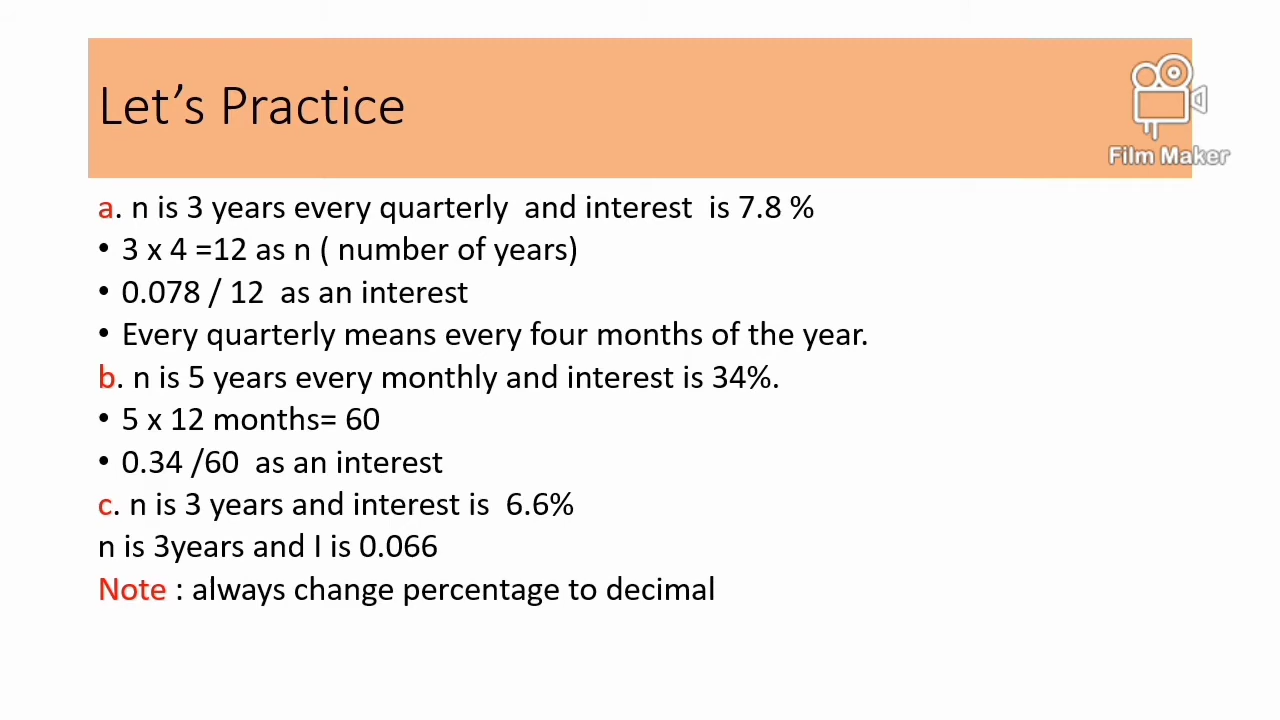 Let's Practice
Film Maker
a. n is 3 years every quarterly and interest is 7.8 %
• 3 x 4 =12 as n ( number of years)
• 0.078 / 12 as an interest
• Every quarterly means every four months of the year.
b. n is 5 years every monthly and interest is 34%.
• 5 x 12 months= 60
• 0.34 /60 as an interest
c. n is 3 years and interest is 6.6%
n is 3years and I is 0.066
Note : always change percentage to decimal